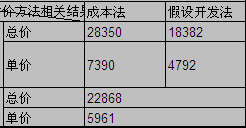 价方法相关结果 成本法 假设开发法
总价 28350 18382
单价 7390 4792
总价 22868
单价 5961